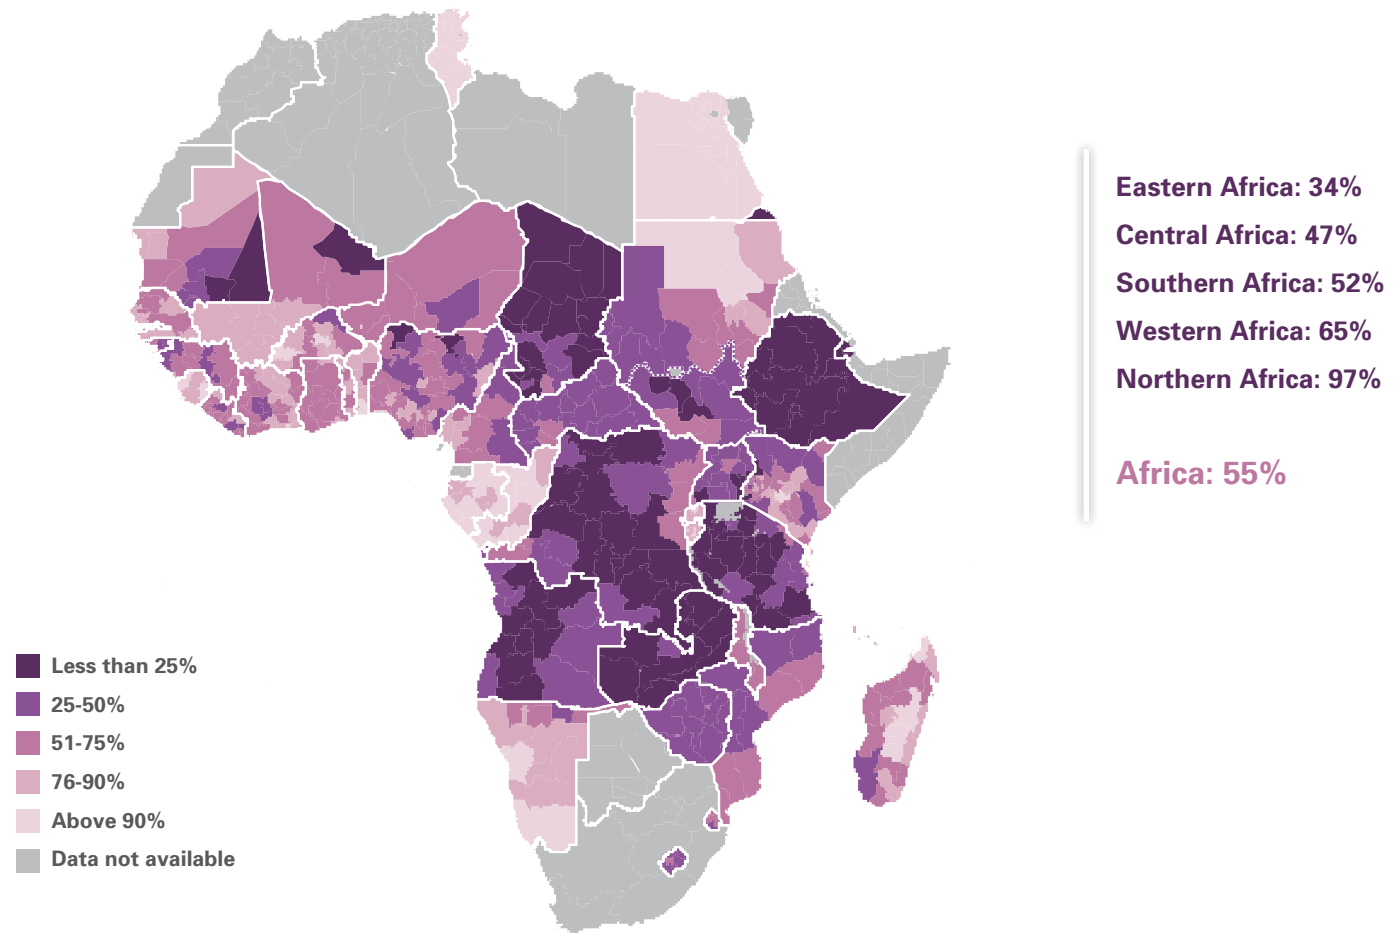 Eastern Africa: 34%
Central Africa: 47%
Southern Africa: 52%
Western Africa: 65%
Northern Africa: 97%
Africa: 55%
Less than 25%
25-50%
51-75%
76-90%
Above 90%
Data not available